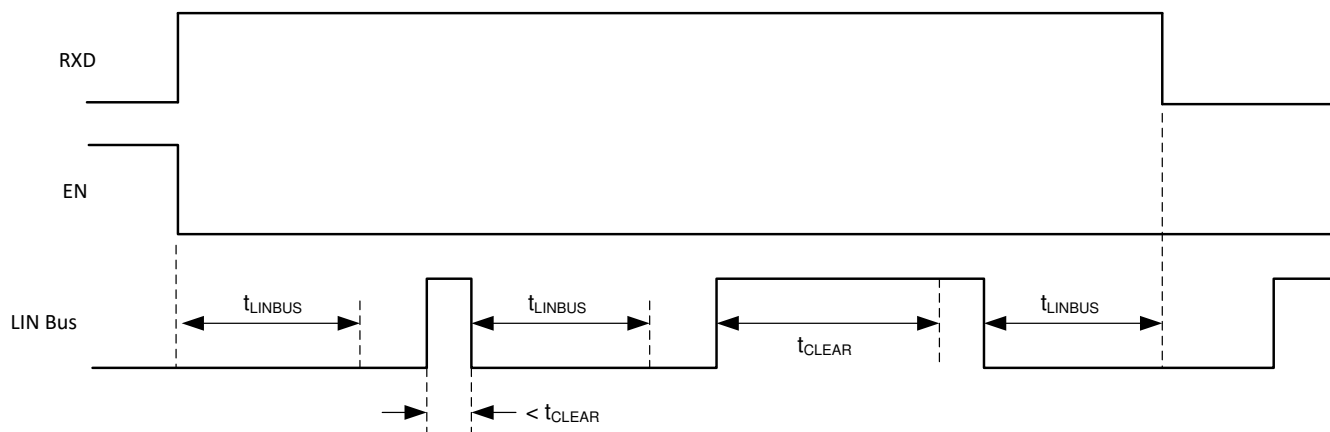 RXD
EN
LIN Bus
tLINBUS
tLINBUS
tCLEAR
tLINBUS
< tCLEAR